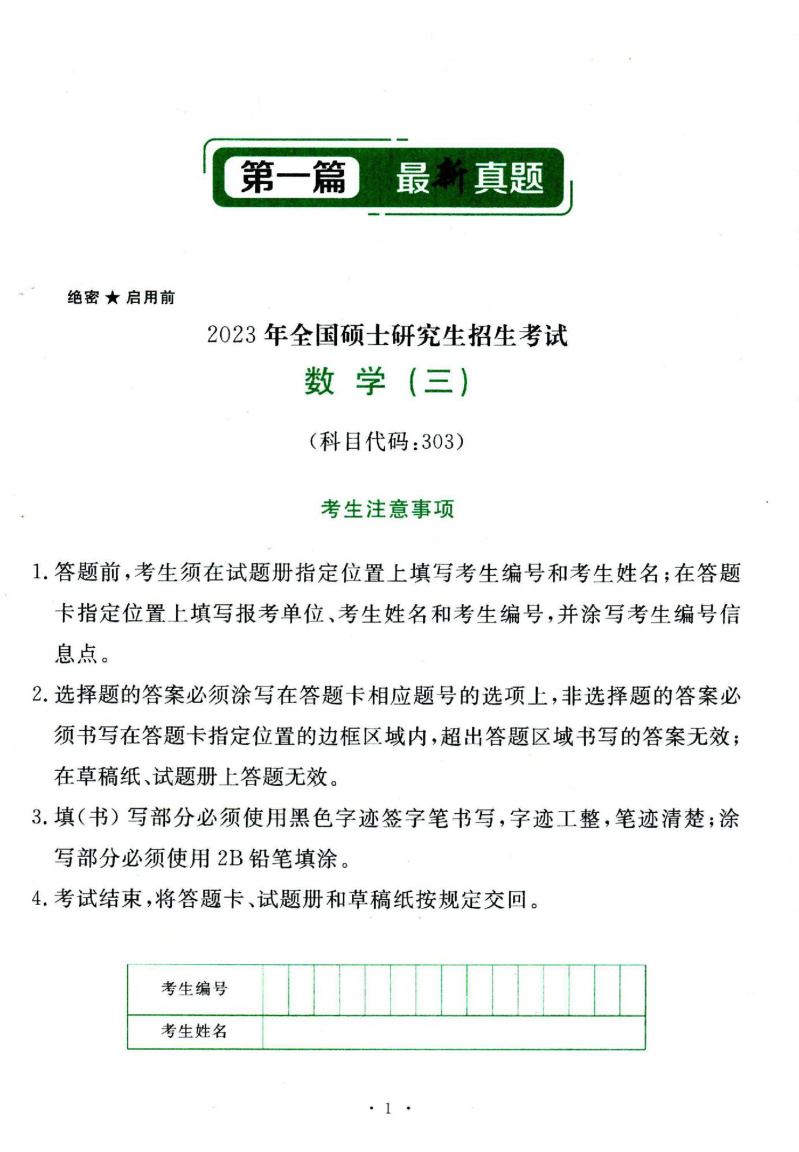 第一篇 最新真题
绝密★启用前
2023年全国硕士研究生招生考试
数学(三)
(科目代码:303)
考生注意事项
1. 答题前,考生须在试题册指定位置上填写考生编号和考生姓名;在答题
卡指定位置上填写报考单位、考生姓名和考生编号,并涂写考生编号信
息点。
2. 选择题的答案必须涂写在答题卡相应题号的选项上,非选择题的答案必
须书写在答题卡指定位置的边框区域内,超出答题区域书写的答案无效;
在草稿纸、试题册上答题无效。
3. 填(书)写部分必须使用黑色字迹签字笔书写,字迹工整,笔迹清楚;涂
写部分必须使用2B铅笔填涂。
4. 考试结束,将答题卡、试题册和草稿纸按规定交回。
考生编号
考生姓名
· 1 ·